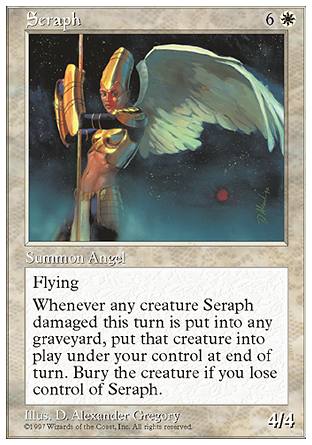 Seraph 6
Summon Angel
Flying
Whenever any creature Seraph
damaged this turn is put into any
graveyard, put that creature into
play under your control at end of
turn. Bury the creature if you lose
control of Seraph.
Illus. D. Alexander Gregory
©1997 Wizards of the Coast, Inc. All rights reserved.
4/4